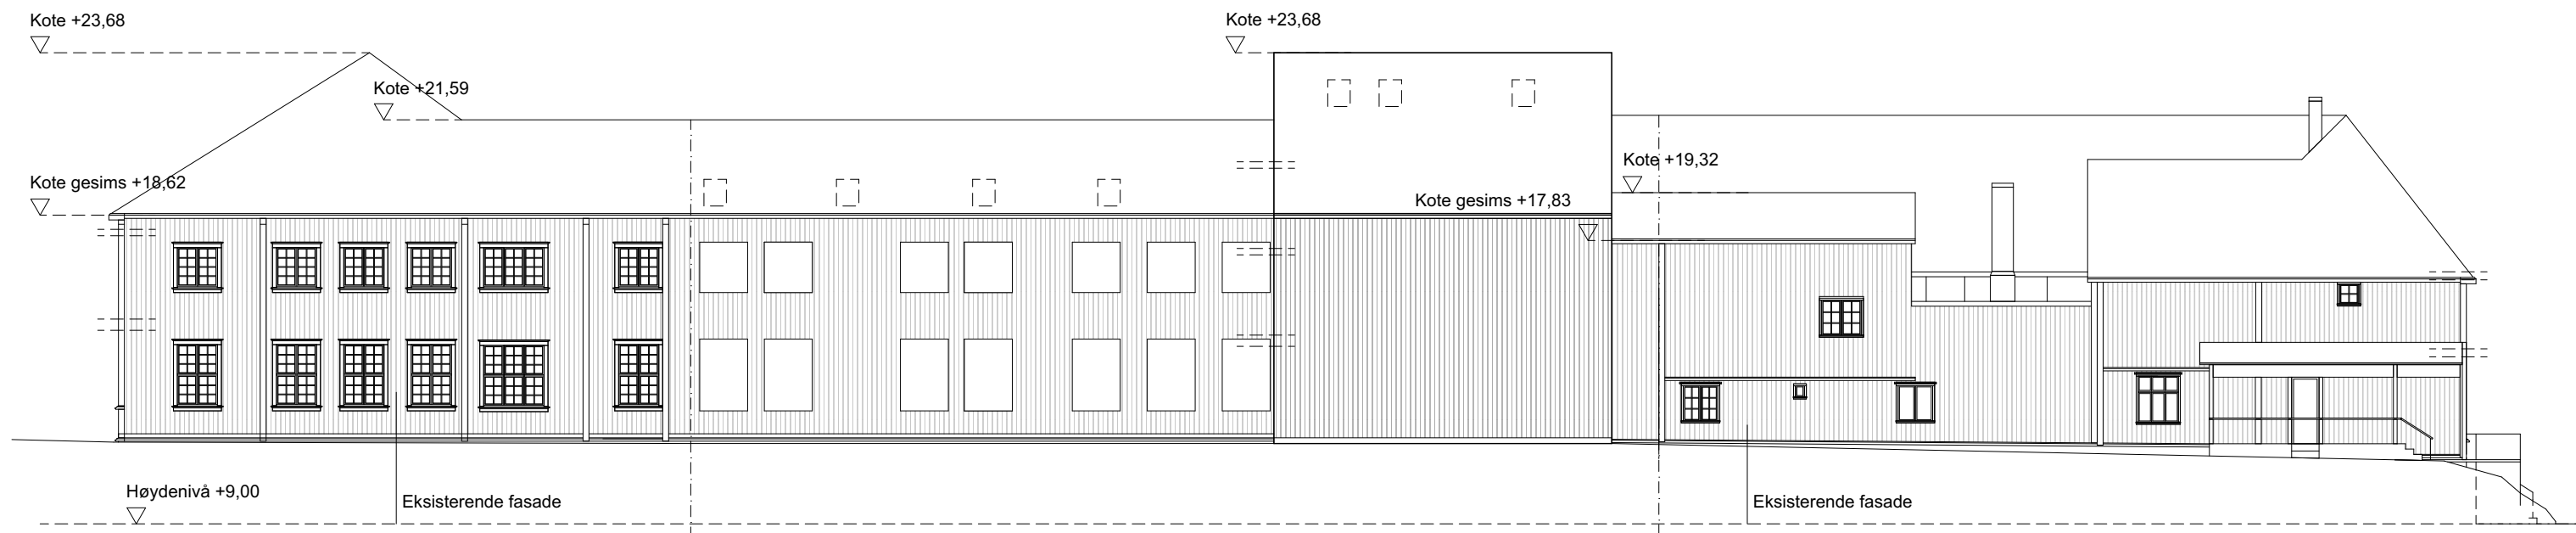 Kote +23,68
Kote +23,68
Kote +21,59
Kote +19,32
Kote gesims +18,62
Kote gesims +17,83
Høydenivå +9,00
Eksisterende fasade
Eksisterende fasade